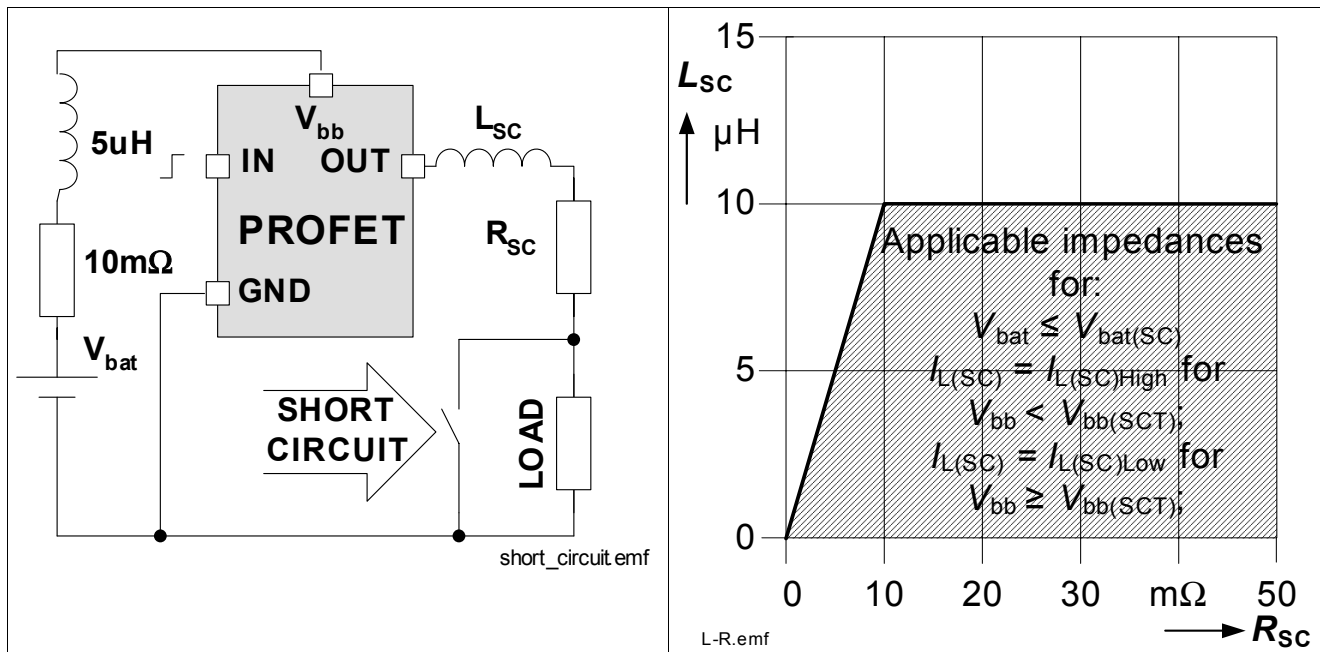 5uH
10mΩ
V_bat
V_bb
IN
OUT
PROFET
GND
L_SC
R_SC
SHORT
CIRCUIT
LOAD
short_circuit.emf
15
L_SC
µH
10
5
0
Applicable impedances
for:
V_bat ≤ V_bat(SC)
I_L(SC) = I_L(SC)High for
V_bb < V_bb(SCT);
I_L(SC) = I_L(SC)Low for
V_bb ≥ V_bb(SCT);
0 10 20 30 mΩ 50
R_SC
L-R.emf